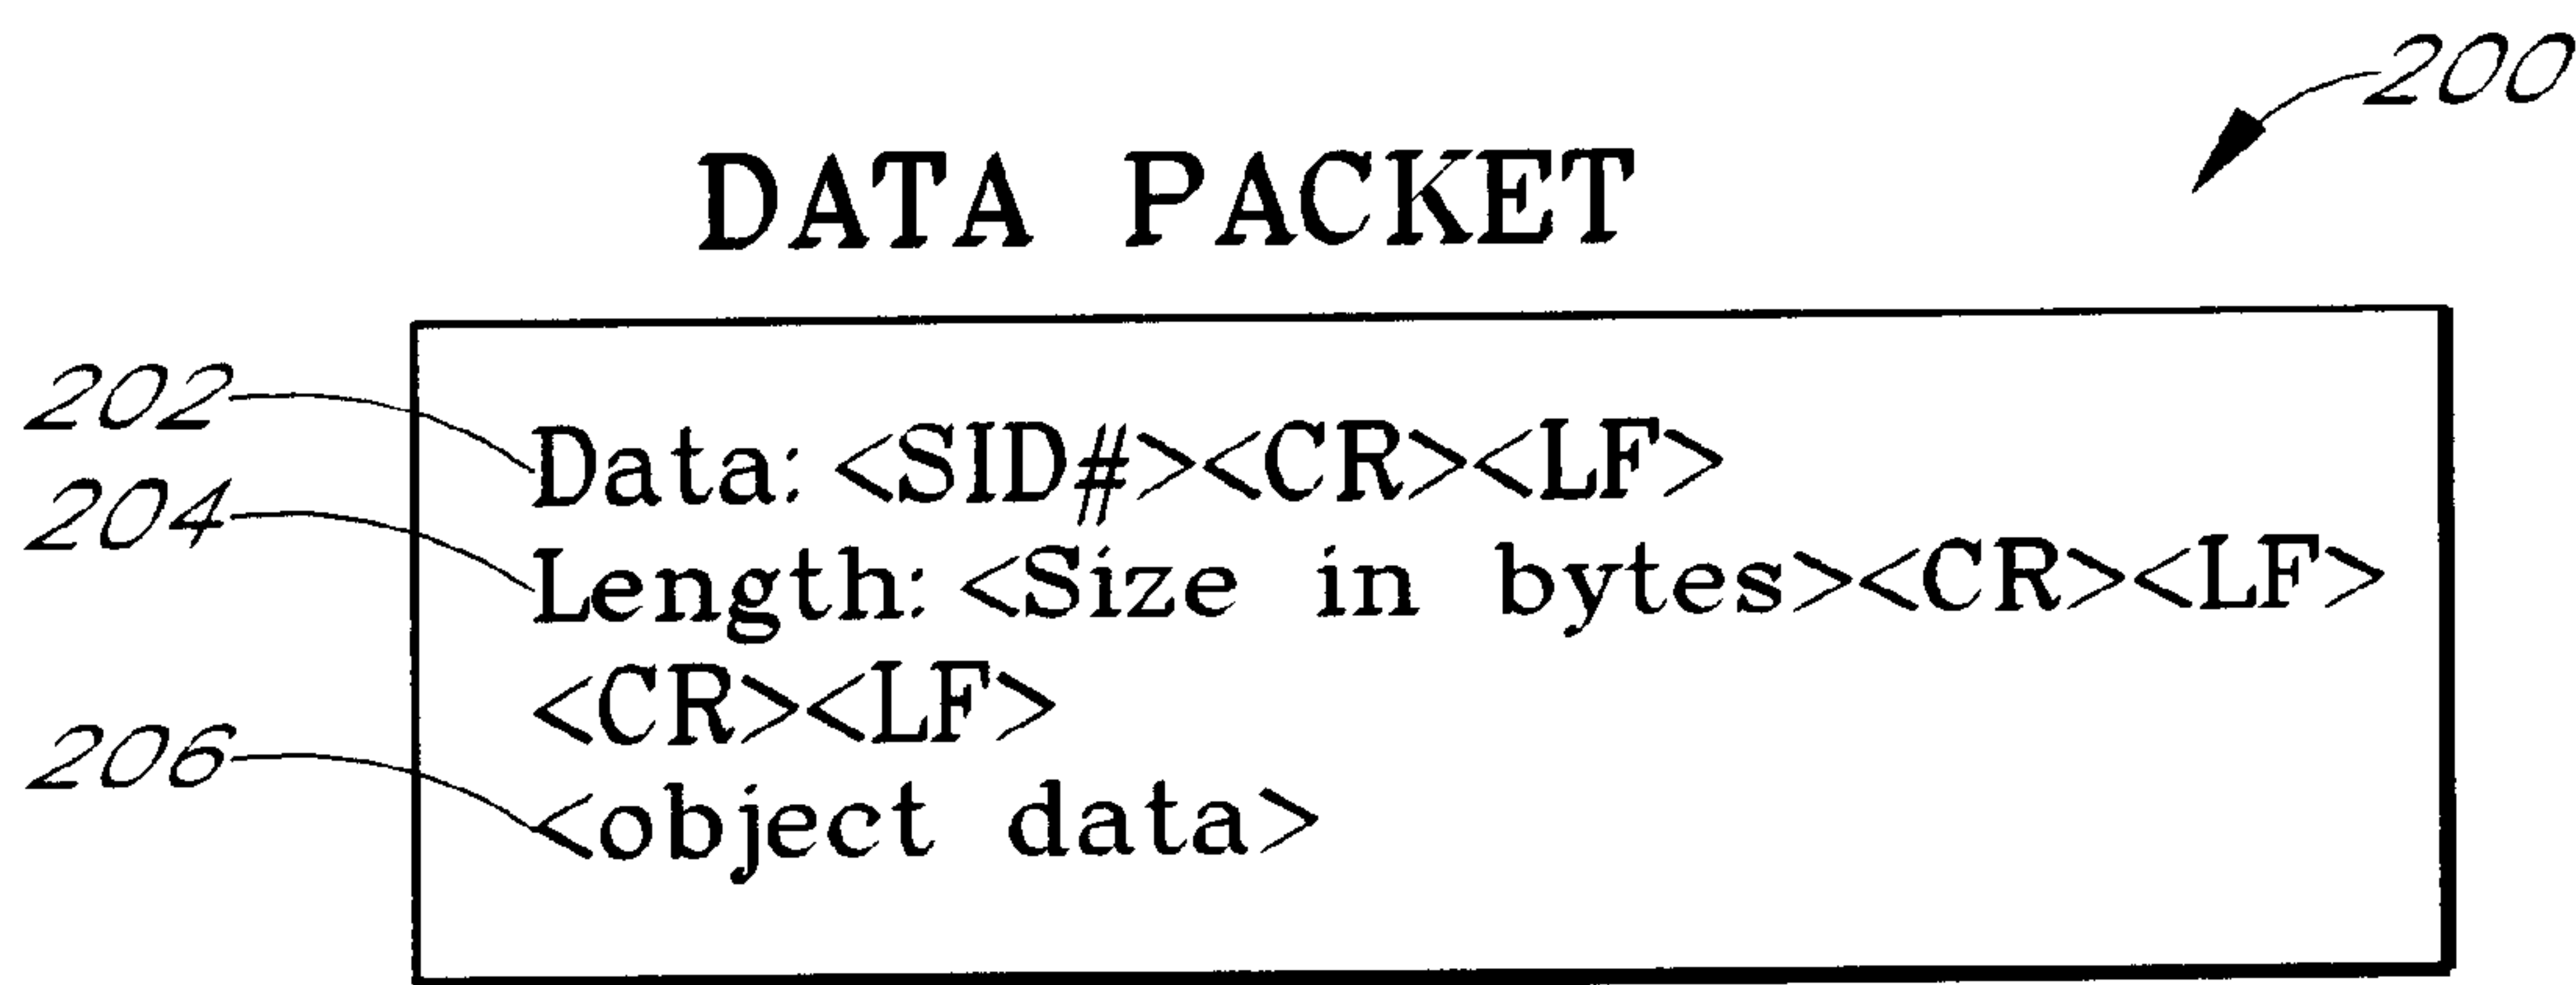 200
DATA PACKET
202
Data: <SID#><CR><LF>
204
Length: <Size in bytes><CR><LF>
<CR><LF>
206
<object data>